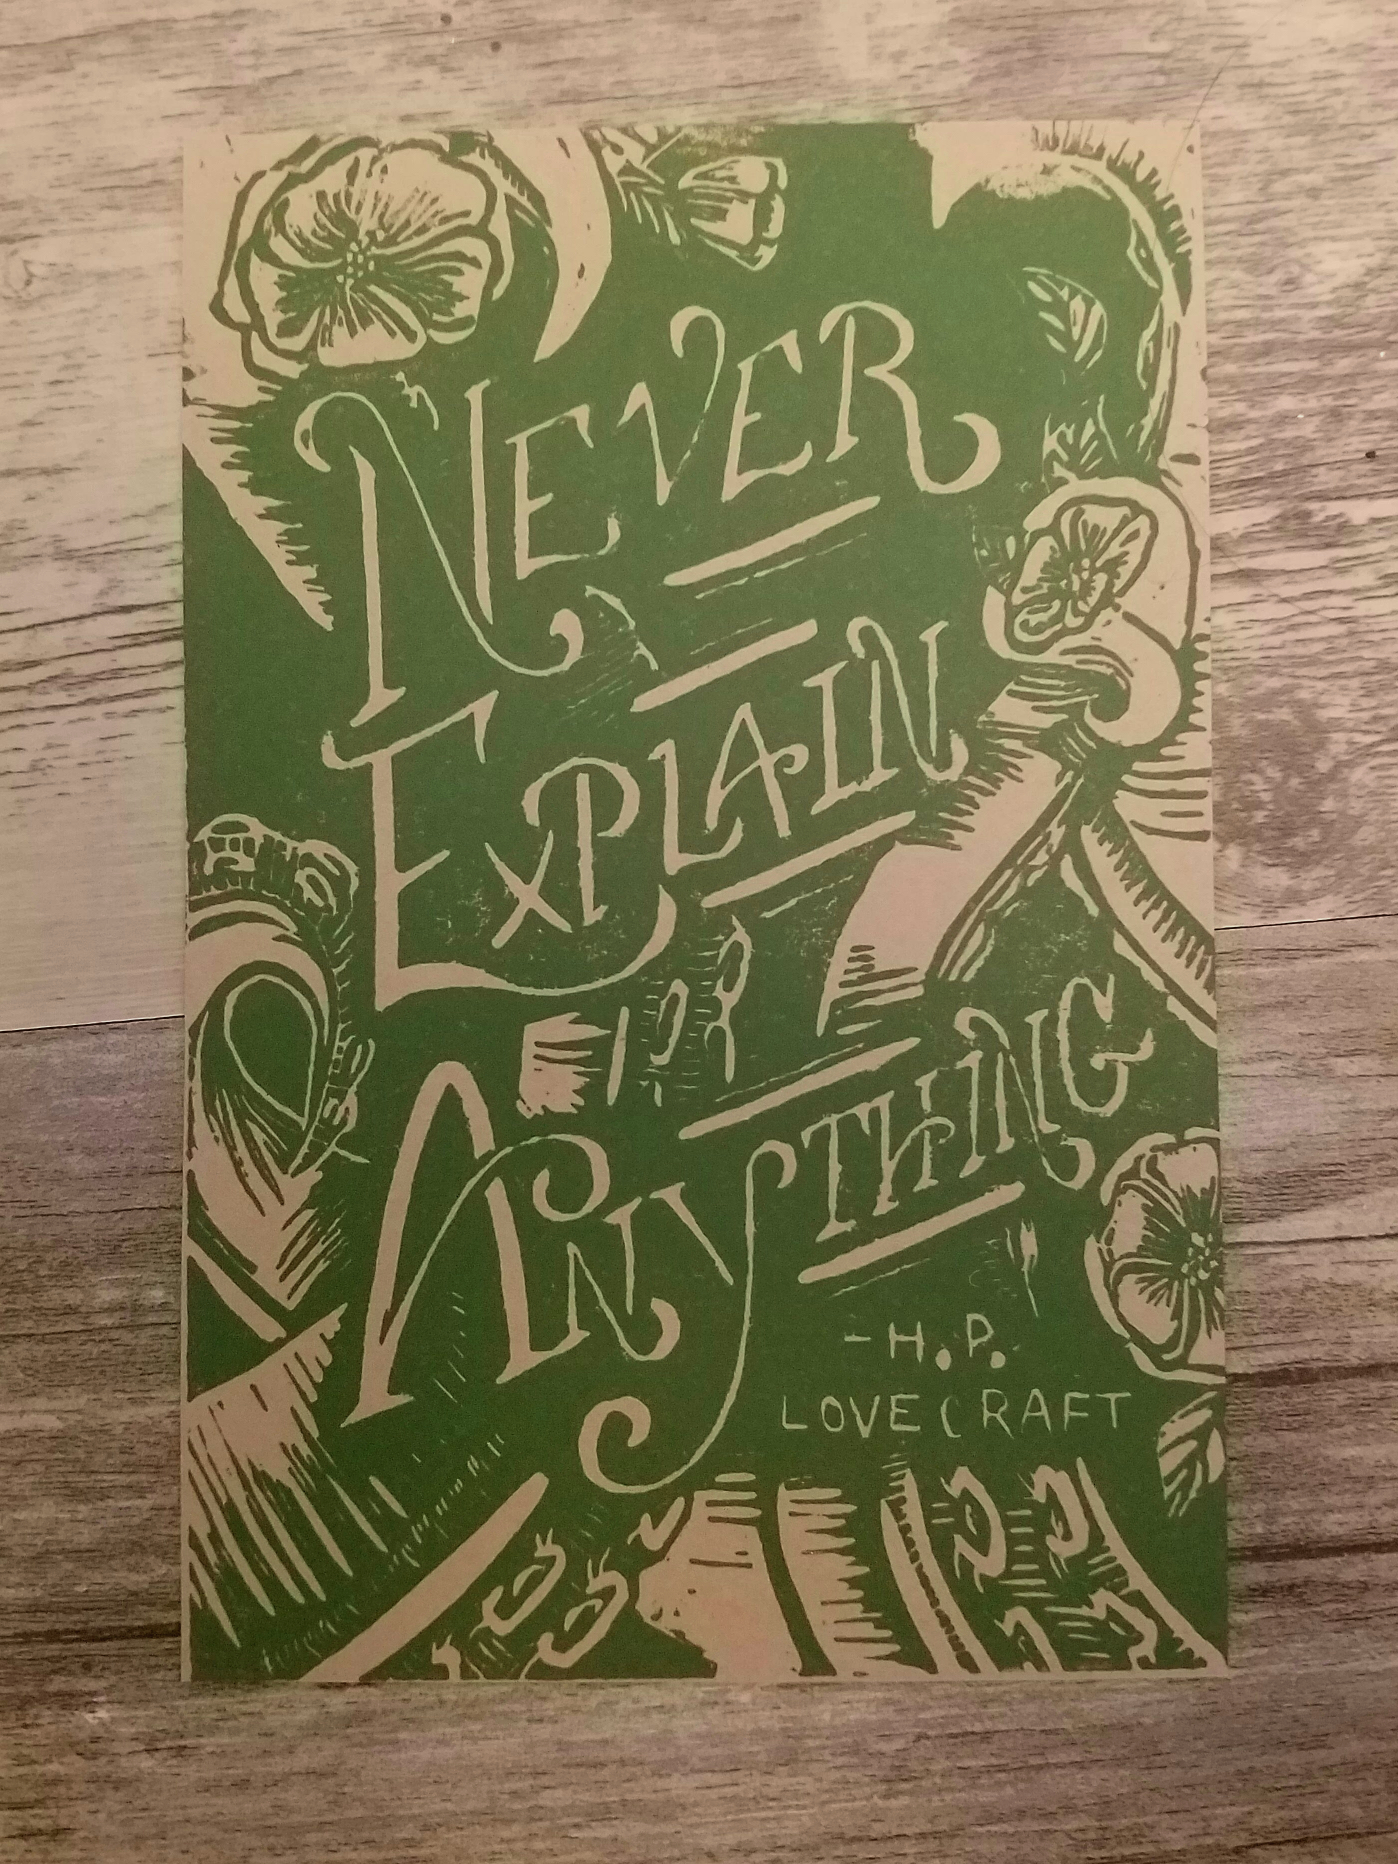 NEVER
EXPLAIN
ANYTHING
-H.P.
LOVECRAFT